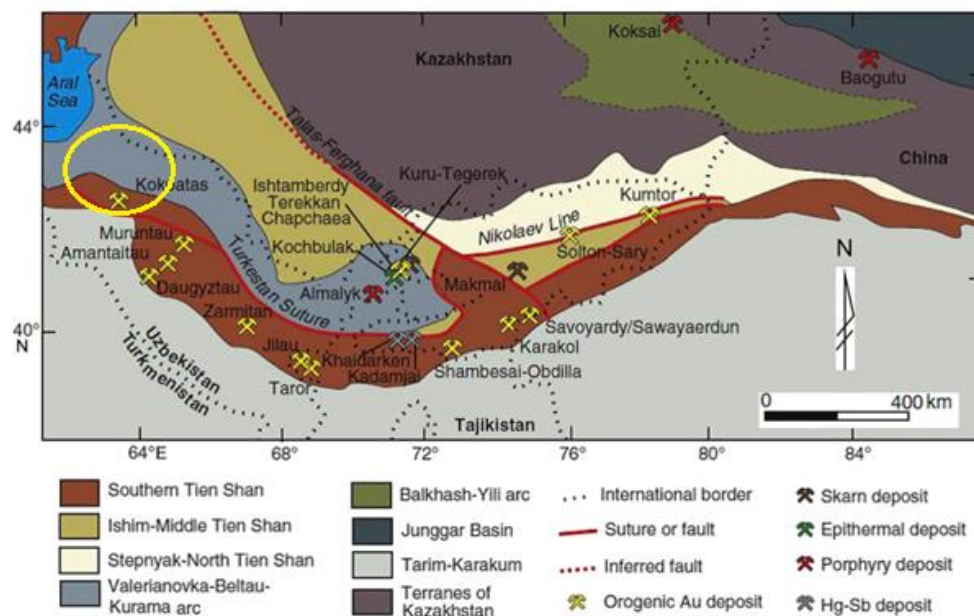 Koksai
Kazakhstan
Baogutu
Aral
Sea
44°
Talas-Ferghana fault
Kuru-Tegerek
China
Kokpatas
Ishtamberdy
Terekkan
Chapchaea
Kumtor
Nikolaev Line
Muruntau
Kochbulak
Solton-Sary
N
Amantaitau
Turkestan Suture
Almalyk
Makmal
Daugyztau
Zarmitan
40°
N
Savoyardy/Sawayaerdun
Uzbekistan
Turkmenistan
Jilau
Khaidarken
Karakol
Kadamjai
Shambesai-Obdilla
Taror
0 400 km
Tajikistan
64°E 68° 72° 76° 80° 84°
Southern Tien Shan
Ishim-Middle Tien Shan
Stepnyak-North Tien Shan
Valerianovka-Beltau-
Kurama arc
Balkhash-Yili arc
Junggar Basin
Tarim-Karakum
Terranes of
Kazakhstan
International border
Suture or fault
Inferred fault
Orogenic Au deposit
Skarn deposit
Epithermal deposit
Porphyry deposit
Hg-Sb deposit